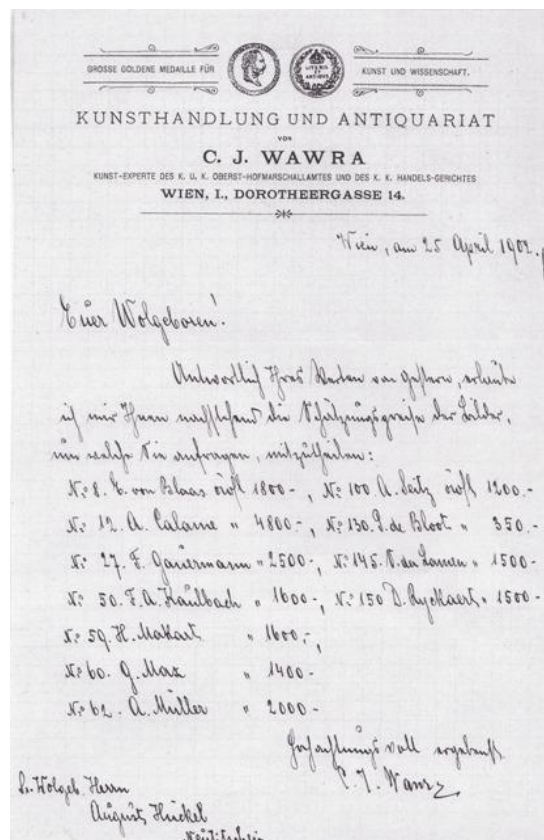 GROSSE GOLDENE MEDAILLE FÜR
KUNST UND WISSENSCHAFT.
KUNSTHANDLUNG UND ANTIQUARIAT
VON
C. J. WAWRA
KUNST-EXPERTE DES K. U. K. OBERST-HOFMARSCHALLAMTES UND DES K. K. HANDELS-GERICHTES
WIEN, I., DOROTHEERGASSE 14.
Wien, am 25 April 1902.
Euer Wolgeboren!
Antwortlich Ihres Werten von gestern, erlaube
ich mir Ihnen nachstehend die Schätzungspreise der Bilder,
um welche Sie anfragen, mitzutheilen:
No 8. E. von Blaas 1800.-, No 100. A. Seitz 1200.-
No 12. A. Calame " 4800.-, No 130. P. de Bloot " 350.-
No 27. F. Gauermann " 2500-, No 145. V. der Lamen " 1500-
No 50. F. A. Kaulbach " 1600-, No 150 D. Ryckaert " 1500-
No 59. H. Makart " 1600,-,
No 60. G. Max " 1400-
No 62. A. Müller " 2000-
Hochachtungsvoll ergebenst
C. J. Wawra
Sr. Wolgeb. Herrn
August Hückel
Neutitschein